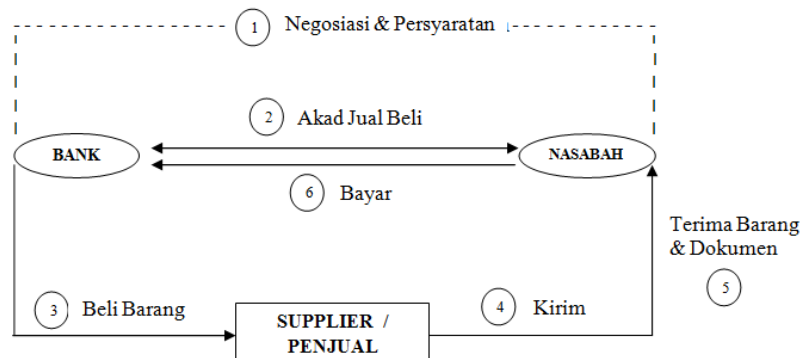 1 Negosiasi & Persyaratan
2 Akad Jual Beli
BANK
NASABAH
6 Bayar
Terima Barang
& Dokumen
5
3 Beli Barang
SUPPLIER /
PENJUAL
4 Kirim